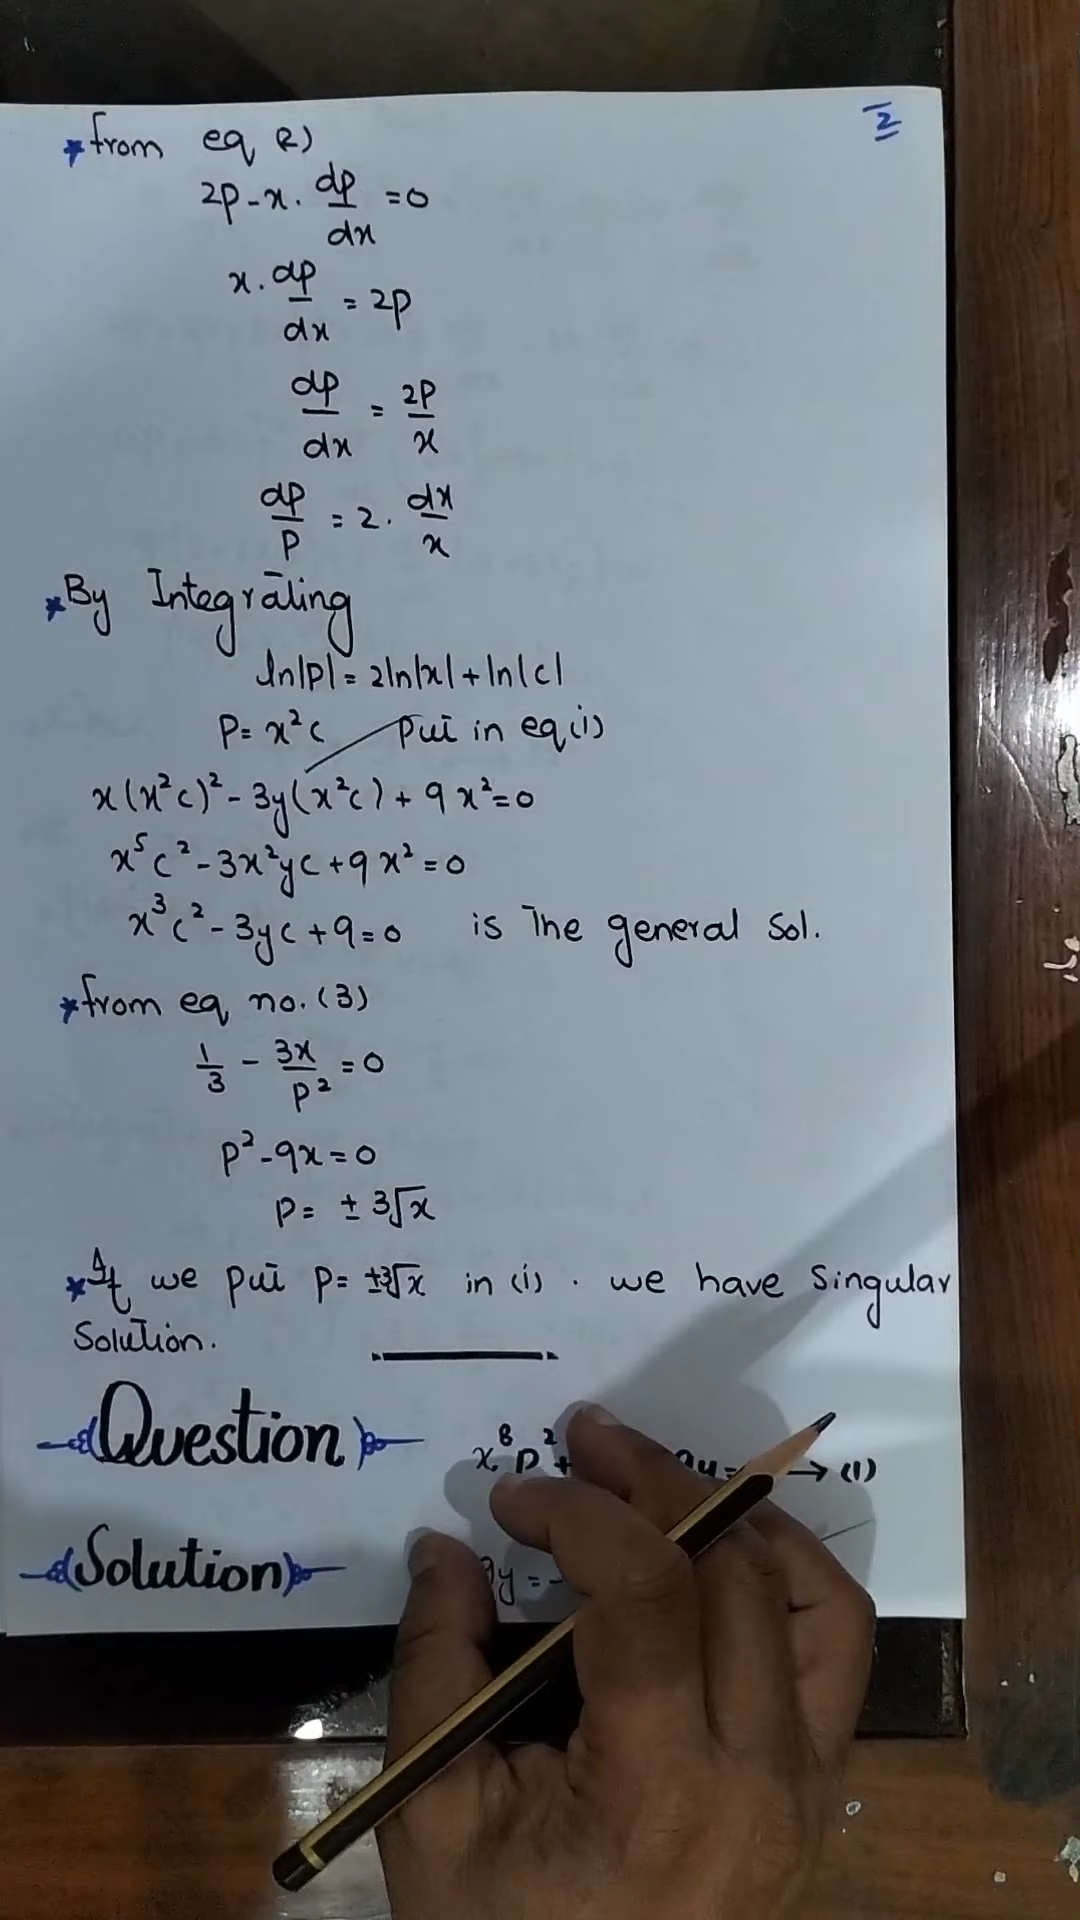 2
from eq 2)
2p - x. dp/dx = 0
x. dp/dx = 2p
dp/dx = 2p/x
dp/p = 2. dx/x
By Integrating
ln|p| = 2ln|x| + ln|c|
p = x²c put in eq(i)
x(x²c)² - 3y(x²c) + 9x² = 0
x⁵c² - 3x²yc + 9x² = 0
x³c² - 3yc + 9 = 0 is the general Sol.
from eq no. (3)
1/3 - 3x/p² = 0
p² - 9x = 0
p = ± 3√x
If we put p = ±3√x in (i). we have Singular
Solution.
Question x⁸p² + 9y = → (1)
Solution y = -